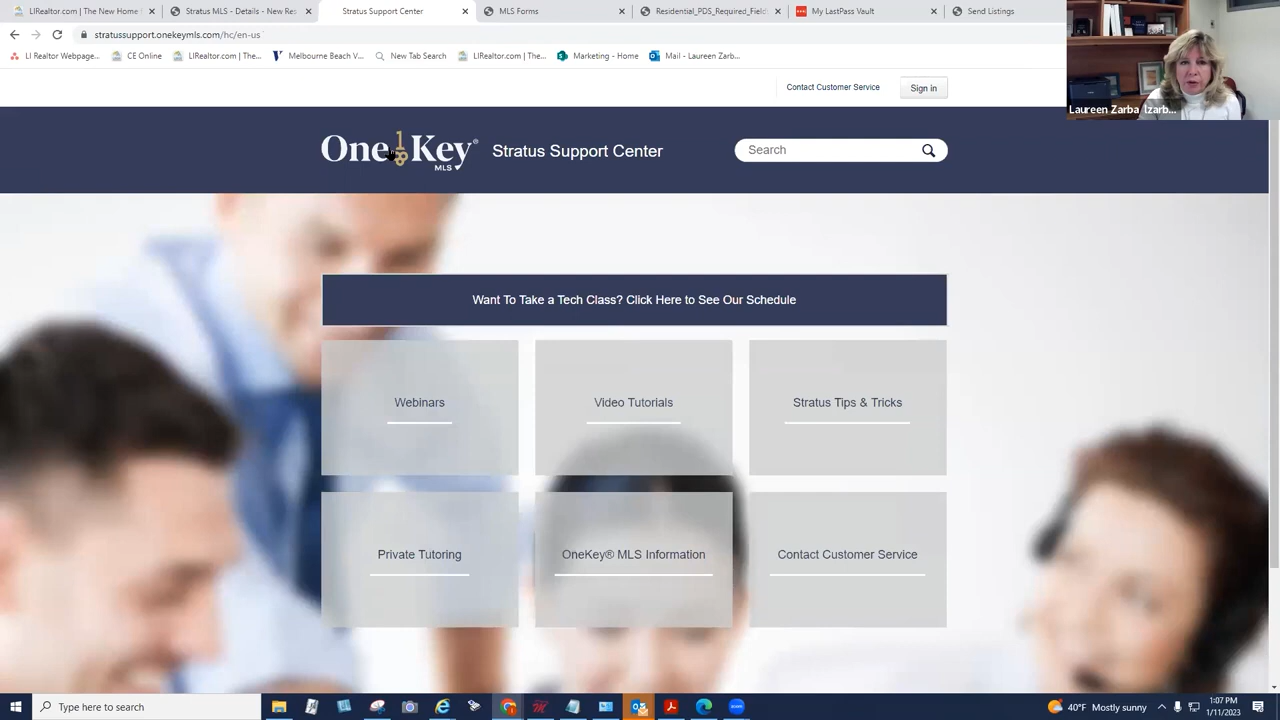 LIRealtor.com | The New Home
Stratus MLS - Details - New Res
Stratus Support Center
MLS Forms
Residential_PDS_Required_Field
My LastPass Vault
Send Listings
stratussupport.onekeymls.com/hc/en-us
LI Realtor Webpage...
CE Online
LIRealtor.com | The...
Melbourne Beach V...
New Tab Search
LIRealtor.com | The...
Marketing - Home
Mail - Laureen Zarb...
Laureen Zarba lzarb...
Contact Customer Service
Sign in
One Key®
MLS
Stratus Support Center
Search
Want To Take a Tech Class? Click Here to See Our Schedule
Webinars
Video Tutorials
Stratus Tips & Tricks
Private Tutoring
OneKey® MLS Information
Contact Customer Service
Type here to search
zoom
40°F Mostly sunny
1:07 PM
1/11/2023